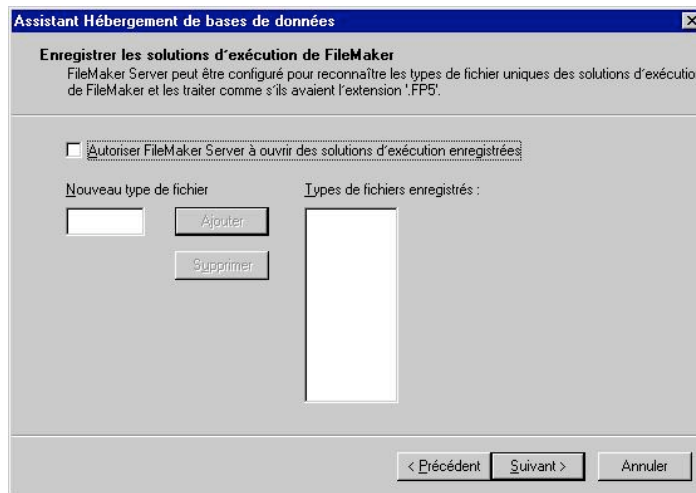 Assistant Hébergement de bases de données
Enregistrer les solutions d'exécution de FileMaker
FileMaker Server peut être configuré pour reconnaître les types de fichier uniques des solutions d'exécutio
de FileMaker et les traiter comme s'ils avaient l'extension '.FP5'.
Autoriser FileMaker Server à ouvrir des solutions d'exécution enregistrées
Nouveau type de fichier
Types de fichiers enregistrés :
Ajouter
Supprimer
< Précédent
Suivant >
Annuler